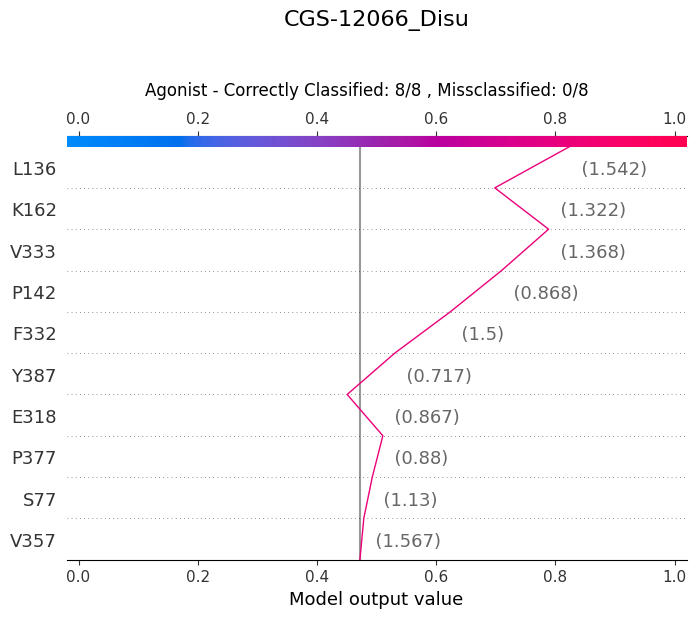 CGS-12066_Disu
Agonist - Correctly Classified: 8/8 , Missclassified: 0/8
0.0 0.2 0.4 0.6 0.8 1.0
L136 (1.542)
K162 (1.322)
V333 (1.368)
P142 (0.868)
F332 (1.5)
Y387 (0.717)
E318 (0.867)
P377 (0.88)
S77 (1.13)
V357 (1.567)
0.0 0.2 0.4 0.6 0.8 1.0
Model output value